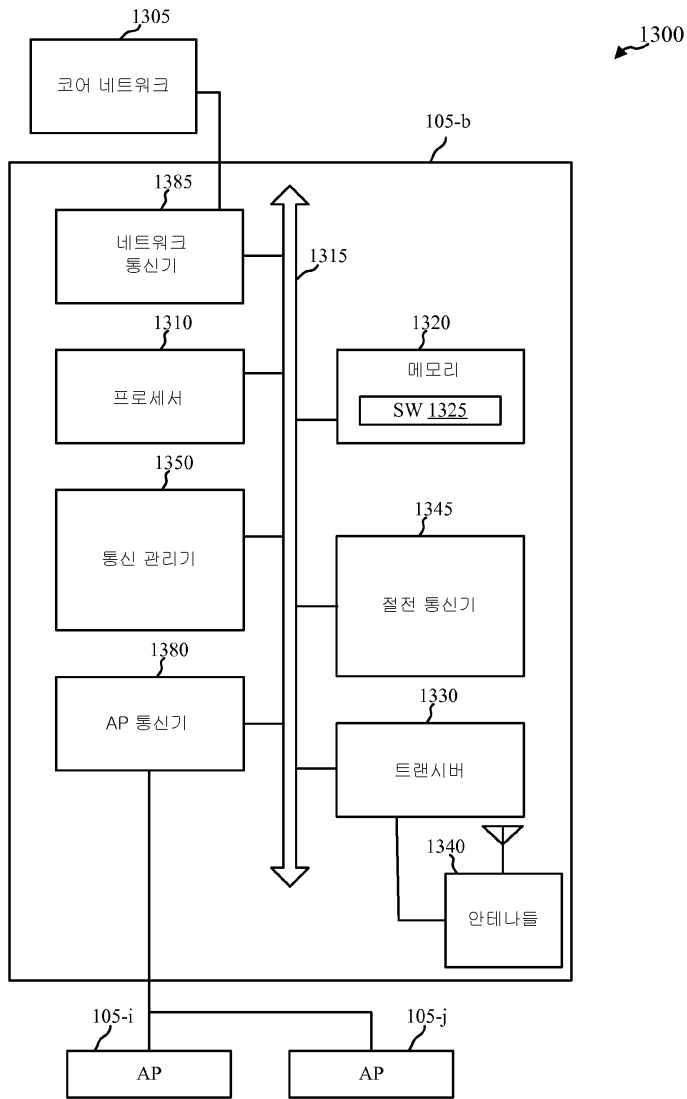 1305
1300
코어 네트워크
105-b
1385
네트워크
통신기
1315
1310
프로세서
1320
메모리
SW 1325
1350
통신 관리기
1345
절전 통신기
1380
AP 통신기
1330
트랜시버
1340
안테나들
105-i
AP
105-j
AP